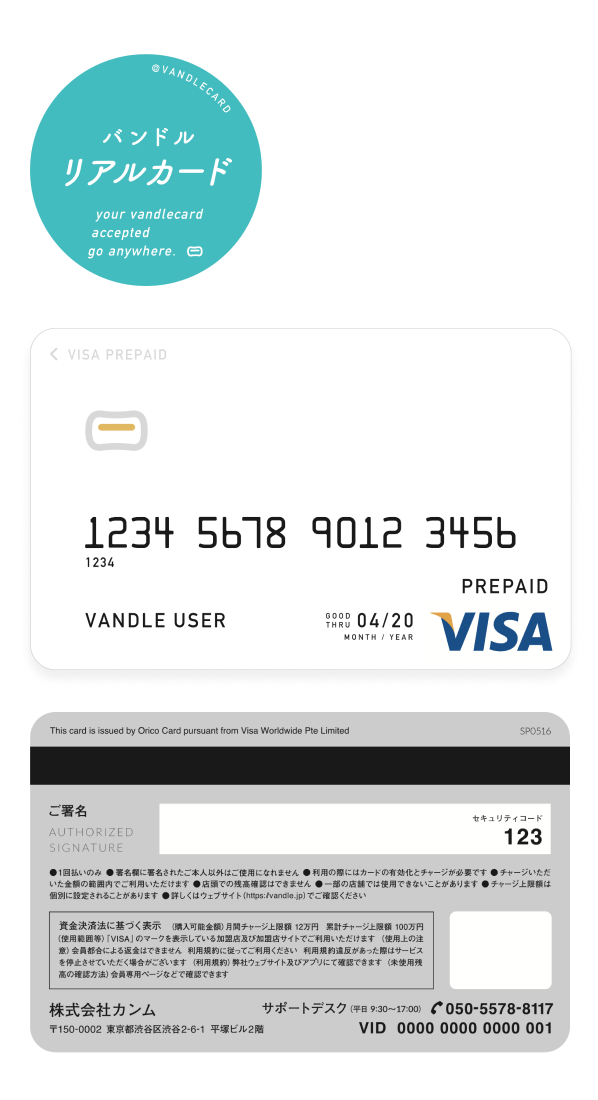 @VANDLECARD
バンドル
リアルカード
your vandlecard
accepted
go anywhere.
VISA PREPAID
1234 5678 9012 3456
1234
PREPAID
VANDLE USER
GOOD THRU 04/20
MONTH / YEAR
VISA
This card is issued by Orico Card pursuant from Visa Worldwide Pte Limited
SP0516
ご署名
AUTHORIZED
SIGNATURE
セキュリティコード
123
●1回払いのみ ●署名欄に署名されたご本人以外はご使用になれません ●利用の際にはカードの有効化とチャージが必要です ●チャージいただ
いた金額の範囲内でご利用いただけます ●店頭での残高確認はできません ●一部の店舗では使用できないことがあります ●チャージ上限額は
個別に設定されることがあります ●詳しくはウェブサイト(https://vandle.jp)でご確認ください
資金決済法に基づく表示 (購入可能金額)月間チャージ上限額 12万円 累計チャージ上限額 100万円
(使用範囲等)「VISA」のマークを表示している加盟店及び加盟店サイトでご利用いただけます (使用上の注
意)会員都合による返金はできません 利用規約に従ってご利用ください 利用規約違反があった際はサービス
を停止させていただく場合がございます (利用規約)弊社ウェブサイト及びアプリにて確認できます (未使用残
高の確認方法)会員専用ページなどで確認できます
株式会社カンム
サポートデスク(平日 9:30〜17:00) 050-5578-8117
〒150-0002 東京都渋谷区渋谷2-6-1 平塚ビル2階
VID 0000 0000 0000 001